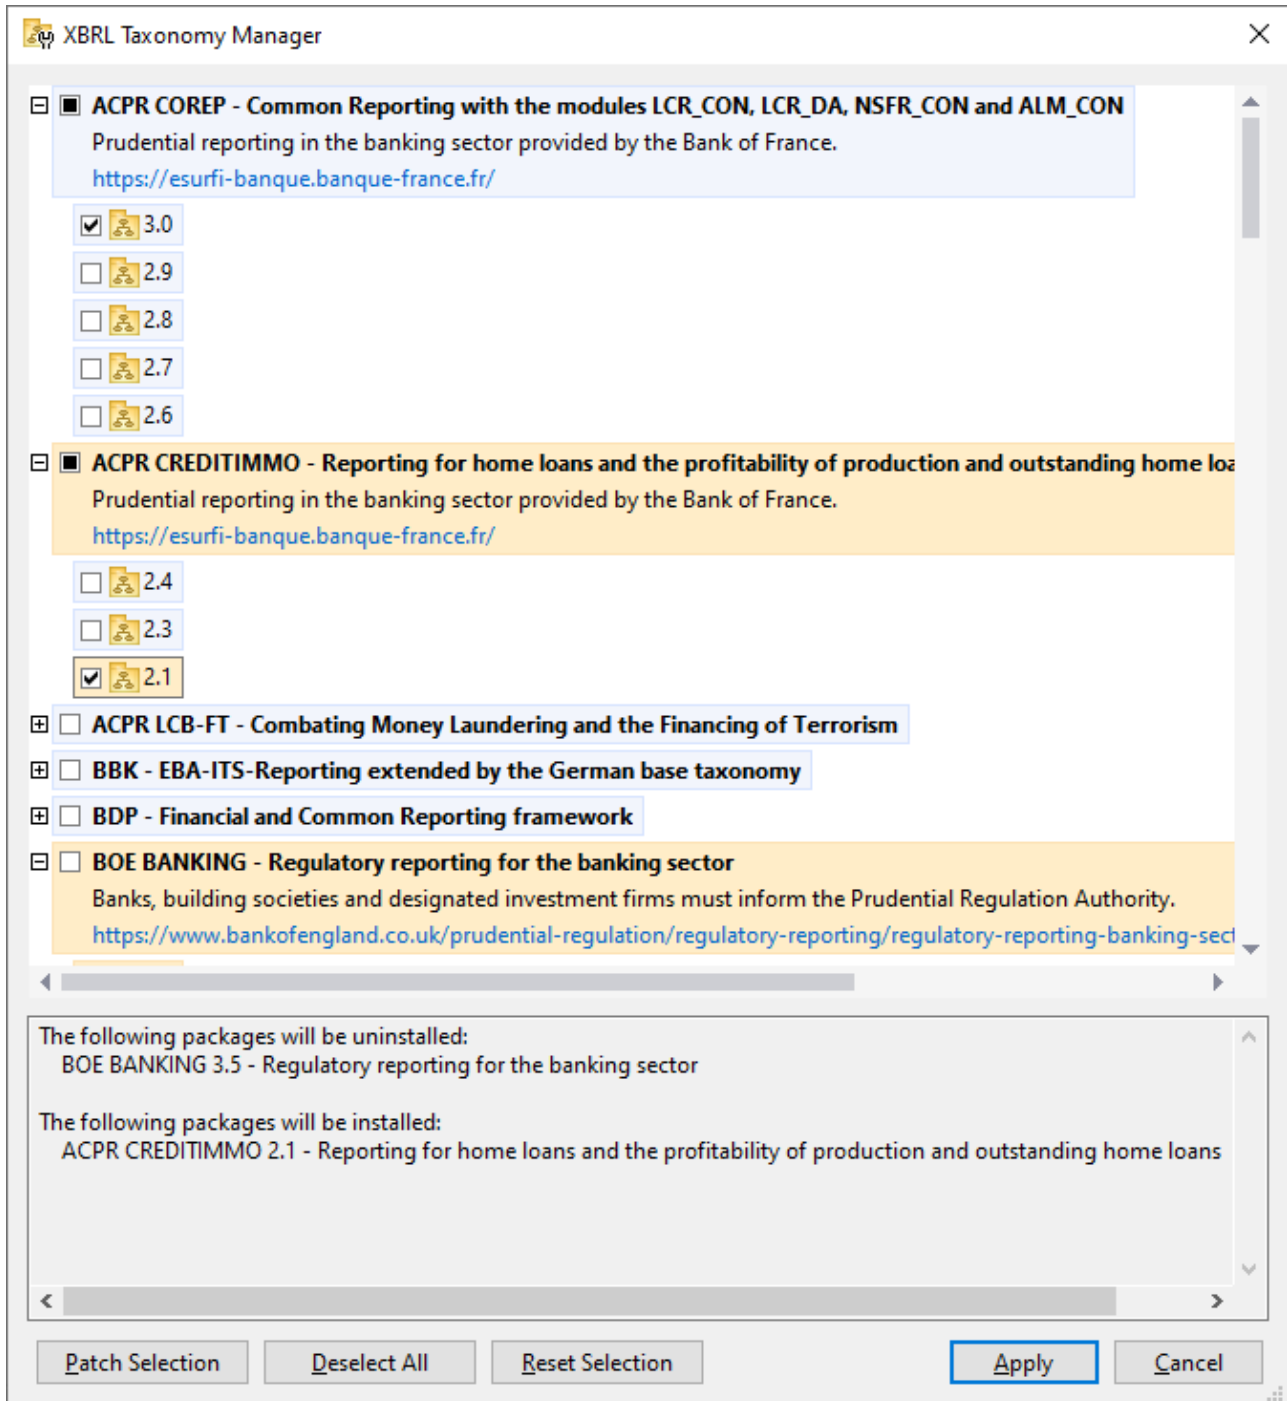 XBRL Taxonomy Manager
ACPR COREP - Common Reporting with the modules LCR_CON, LCR_DA, NSFR_CON and ALM_CON
Prudential reporting in the banking sector provided by the Bank of France.
https://esurfi-banque.banque-france.fr/
3.0
2.9
2.8
2.7
2.6
ACPR CREDITIMMO - Reporting for home loans and the profitability of production and outstanding home loa
Prudential reporting in the banking sector provided by the Bank of France.
https://esurfi-banque.banque-france.fr/
2.4
2.3
2.1
ACPR LCB-FT - Combating Money Laundering and the Financing of Terrorism
BBK - EBA-ITS-Reporting extended by the German base taxonomy
BDP - Financial and Common Reporting framework
BOE BANKING - Regulatory reporting for the banking sector
Banks, building societies and designated investment firms must inform the Prudential Regulation Authority.
https://www.bankofengland.co.uk/prudential-regulation/regulatory-reporting/regulatory-reporting-banking-sect
The following packages will be uninstalled:
BOE BANKING 3.5 - Regulatory reporting for the banking sector
The following packages will be installed:
ACPR CREDITIMMO 2.1 - Reporting for home loans and the profitability of production and outstanding home loans
Patch Selection Deselect All Reset Selection Apply Cancel